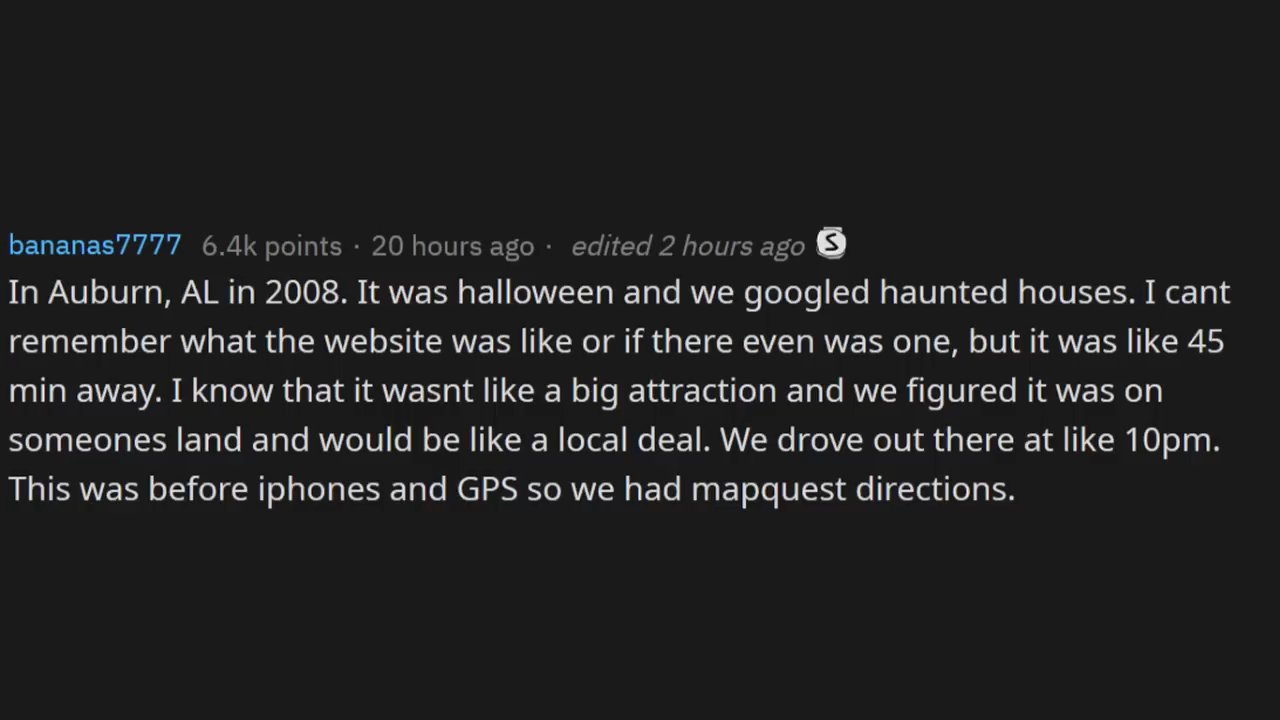 bananas7777 6.4k points · 20 hours ago · edited 2 hours ago S
In Auburn, AL in 2008. It was halloween and we googled haunted houses. I cant
remember what the website was like or if there even was one, but it was like 45
min away. I know that it wasnt like a big attraction and we figured it was on
someones land and would be like a local deal. We drove out there at like 10pm.
This was before iphones and GPS so we had mapquest directions.